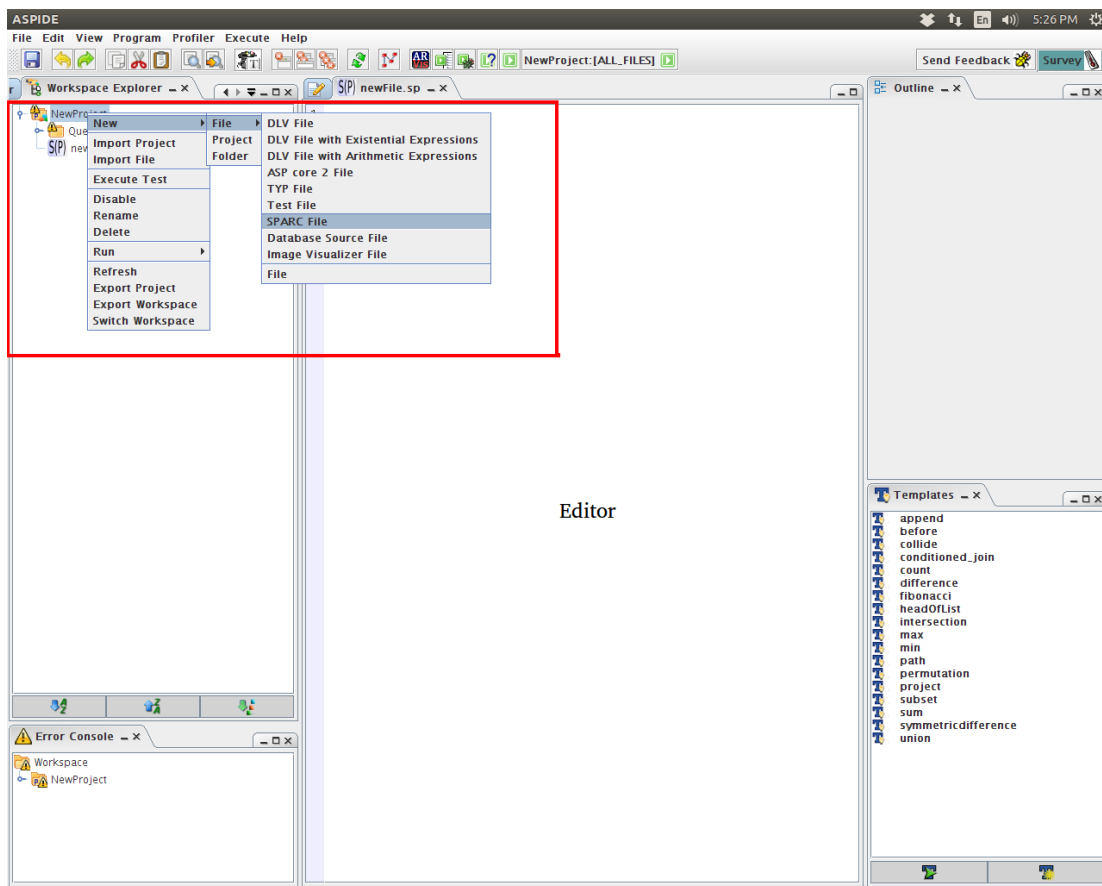 ASPIDE
En
5:26 PM
File Edit View Program Profiler Execute Help
NewProject:[ALL_FILES]
Send Feedback
Survey
Workspace Explorer
S(P) newFile.sp
Outline
NewProject
Que
S(P) new
New
Import Project
Import File
Execute Test
Disable
Rename
Delete
Run
Refresh
Export Project
Export Workspace
Switch Workspace
File
Project
Folder
DLV File
DLV File with Existential Expressions
DLV File with Arithmetic Expressions
ASP core 2 File
TYP File
Test File
SPARC File
Database Source File
Image Visualizer File
File
Editor
Templates
append
before
collide
conditioned_join
count
difference
fibonacci
headOfList
intersection
max
min
path
permutation
project
subset
sum
symmetricdifference
union
Error Console
Workspace
NewProject